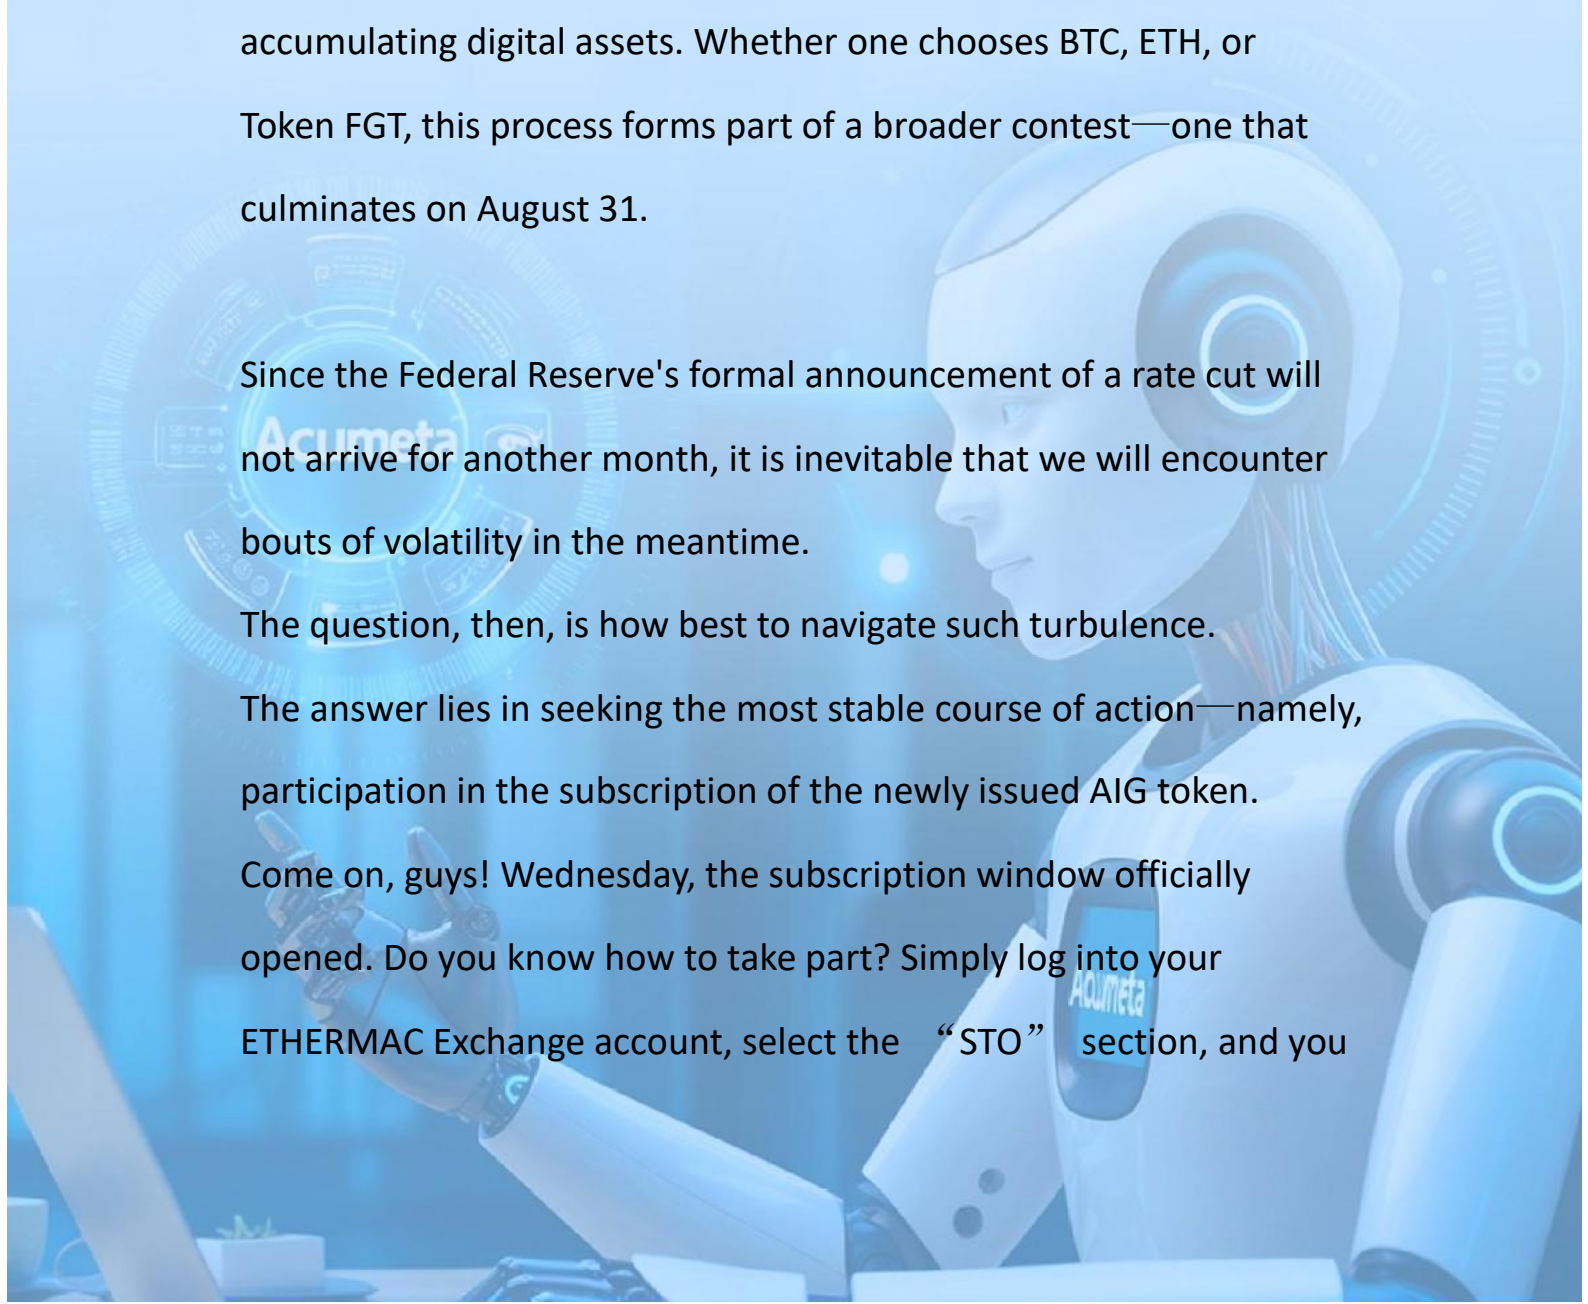 accumulating digital assets. Whether one chooses BTC, ETH, or
Token FGT, this process forms part of a broader contest—one that
culminates on August 31.
Since the Federal Reserve's formal announcement of a rate cut will
Acumeta
not arrive for another month, it is inevitable that we will encounter
bouts of volatility in the meantime.
The question, then, is how best to navigate such turbulence.
The answer lies in seeking the most stable course of action—namely,
participation in the subscription of the newly issued AIG token.
Come on, guys! Wednesday, the subscription window officially
opened. Do you know how to take part? Simply log into your
Acumeta
ETHERMAC Exchange account, select the “STO” section, and you